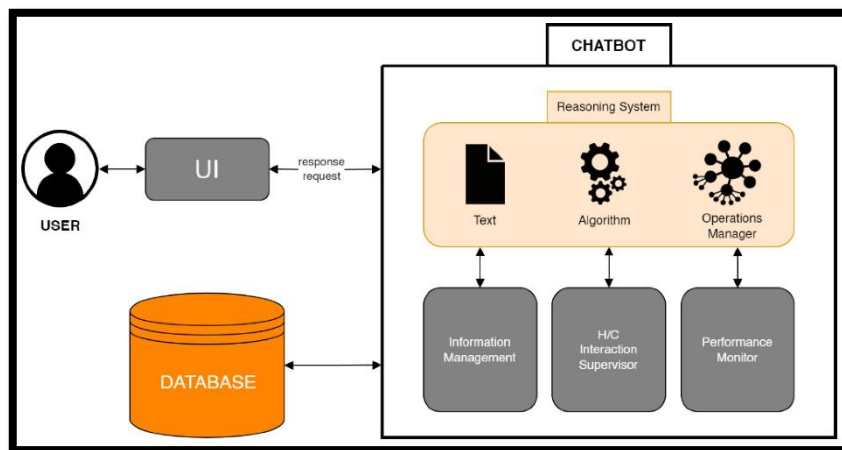 CHATBOT
Reasoning System
Text
Algorithm
Operations
Manager
USER
UI
response
request
DATABASE
Information
Management
H/C
Interaction
Supervisor
Performance
Monitor